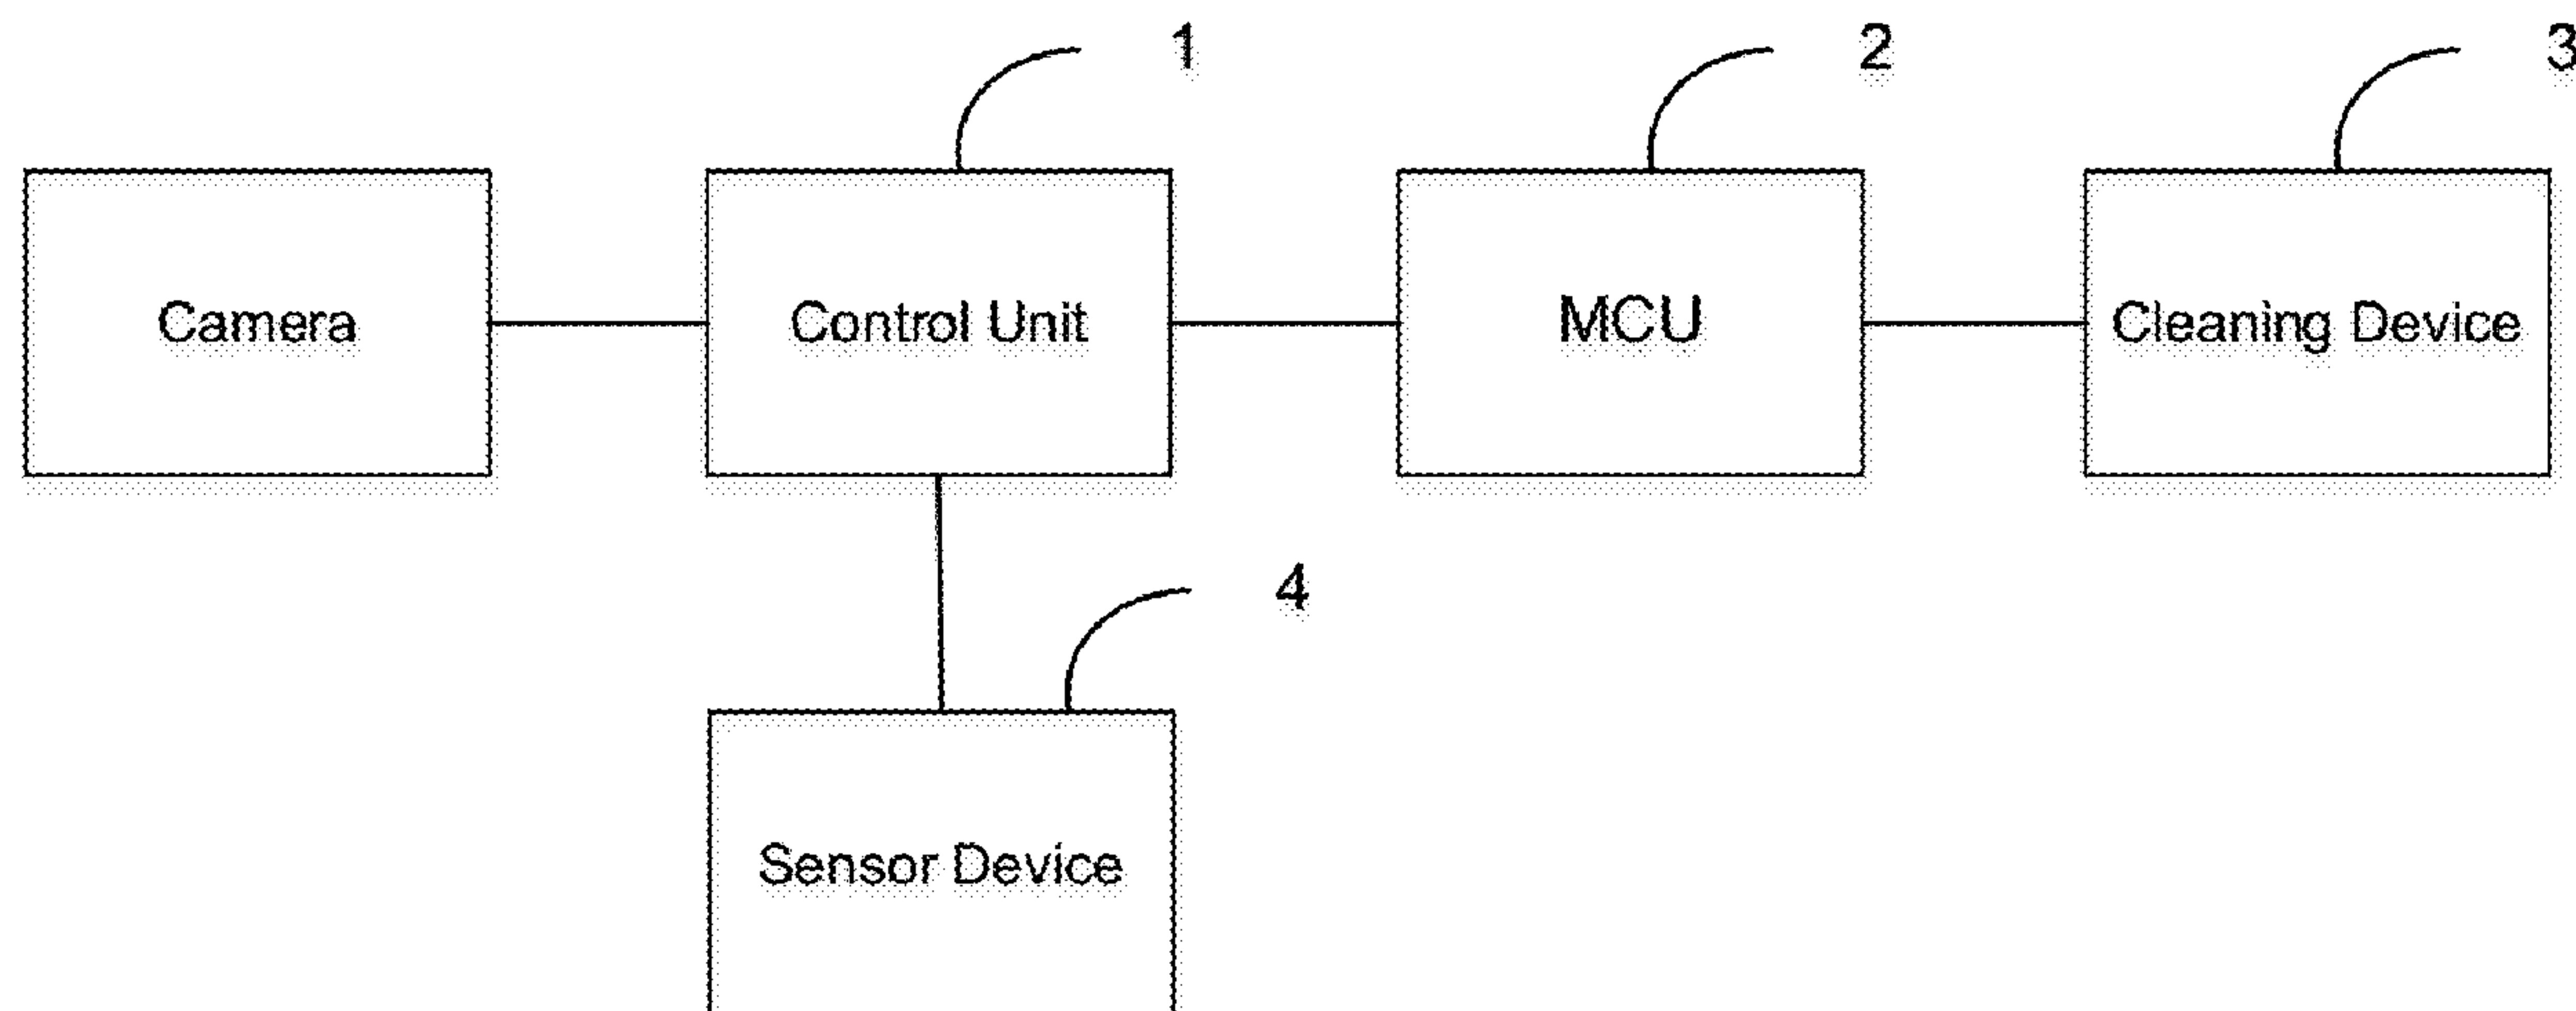 1
2
3
Camera
Control Unit
MCU
Cleaning Device
4
Sensor Device